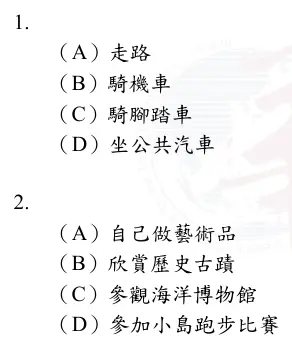 1.
（A）走路
（B）騎機車
（C）騎腳踏車
（D）坐公共汽車
2.
（A）自己做藝術品
（B）欣賞歷史古蹟
（C）參觀海洋博物館
（D）參加小島跑步比賽